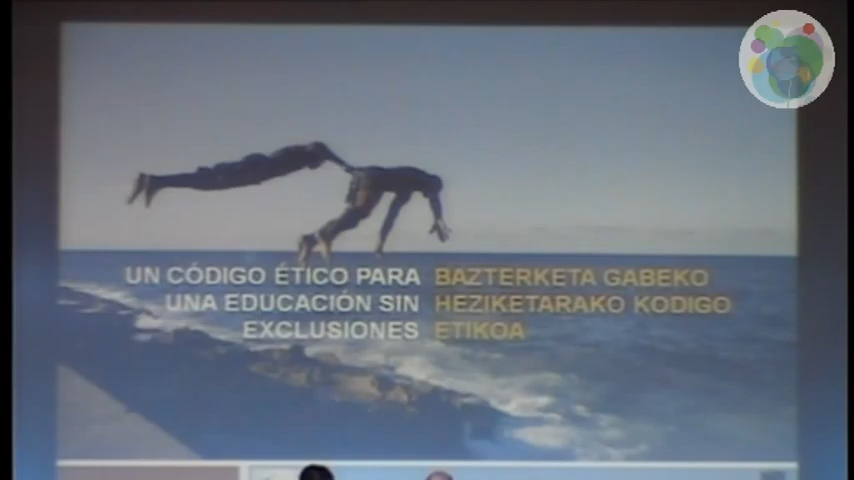 UN CÓDIGO ÉTICO PARA
UNA EDUCACIÓN SIN
EXCLUSIONES
BAZTERKETA GABEKO
HEZIKETARAKO KODIGO
ETIKOA